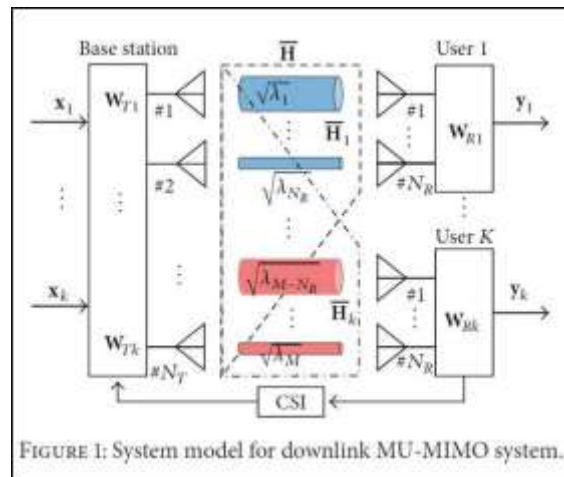 Base station
H̅
User 1
x₁
W_T1
#1
√λ₁
H̅₁
#1
W_R1
y₁
#2
√λ_N_R
#N_R
User K
x_k
W_Tk
√λ_M−N_R
H̅_k
#1
W_Rk
y_k
#N_T
√λ_M
#N_R
CSI
FIGURE 1: System model for downlink MU-MIMO system.